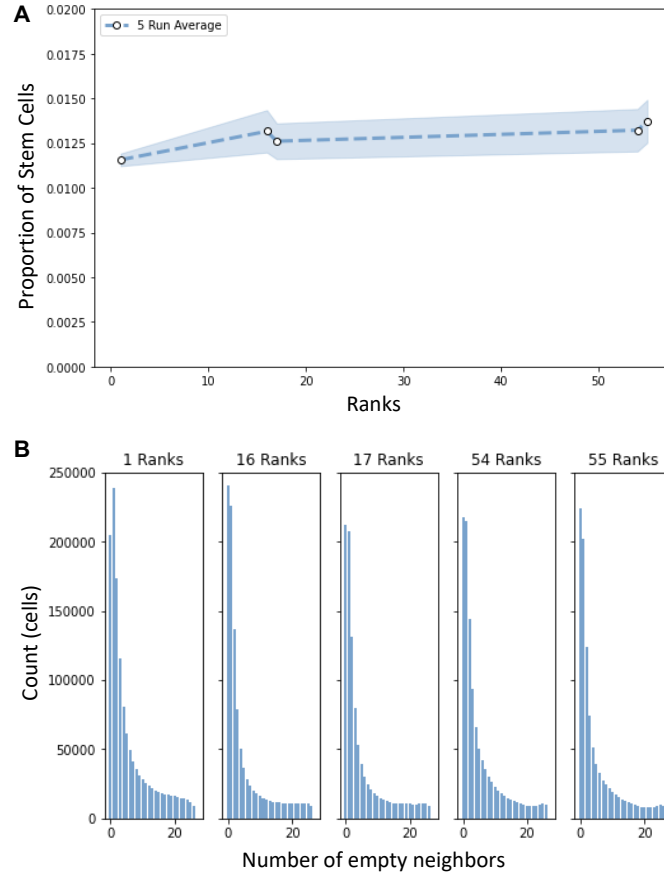 A
0.0200
0.0175
0.0150
0.0125
0.0100
0.0075
0.0050
0.0025
0.0000
Proportion of Stem Cells
5 Run Average
0 10 20 30 40 50
Ranks
B
1 Ranks 16 Ranks 17 Ranks 54 Ranks 55 Ranks
250000
200000
150000
100000
50000
0
Count (cells)
0 20 0 20 0 20 0 20 0 20
Number of empty neighbors